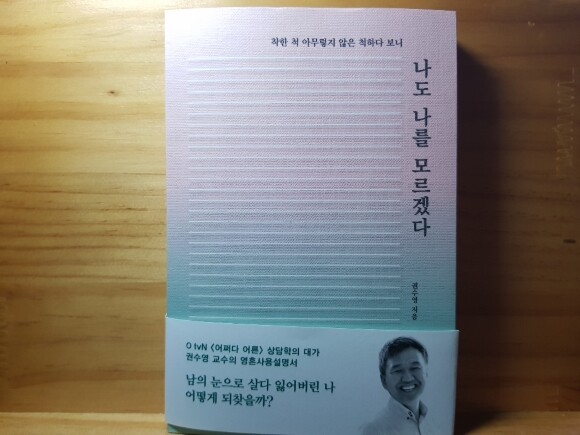 착한 척 아무렇지 않은 척하다 보니
나도 나를 모르겠다
권수영 지음
O tvN 〈어쩌다 어른〉 상담학의 대가
권수영 교수의 영혼사용설명서
남의 눈으로 살다 잃어버린 나
어떻게 되찾을까?